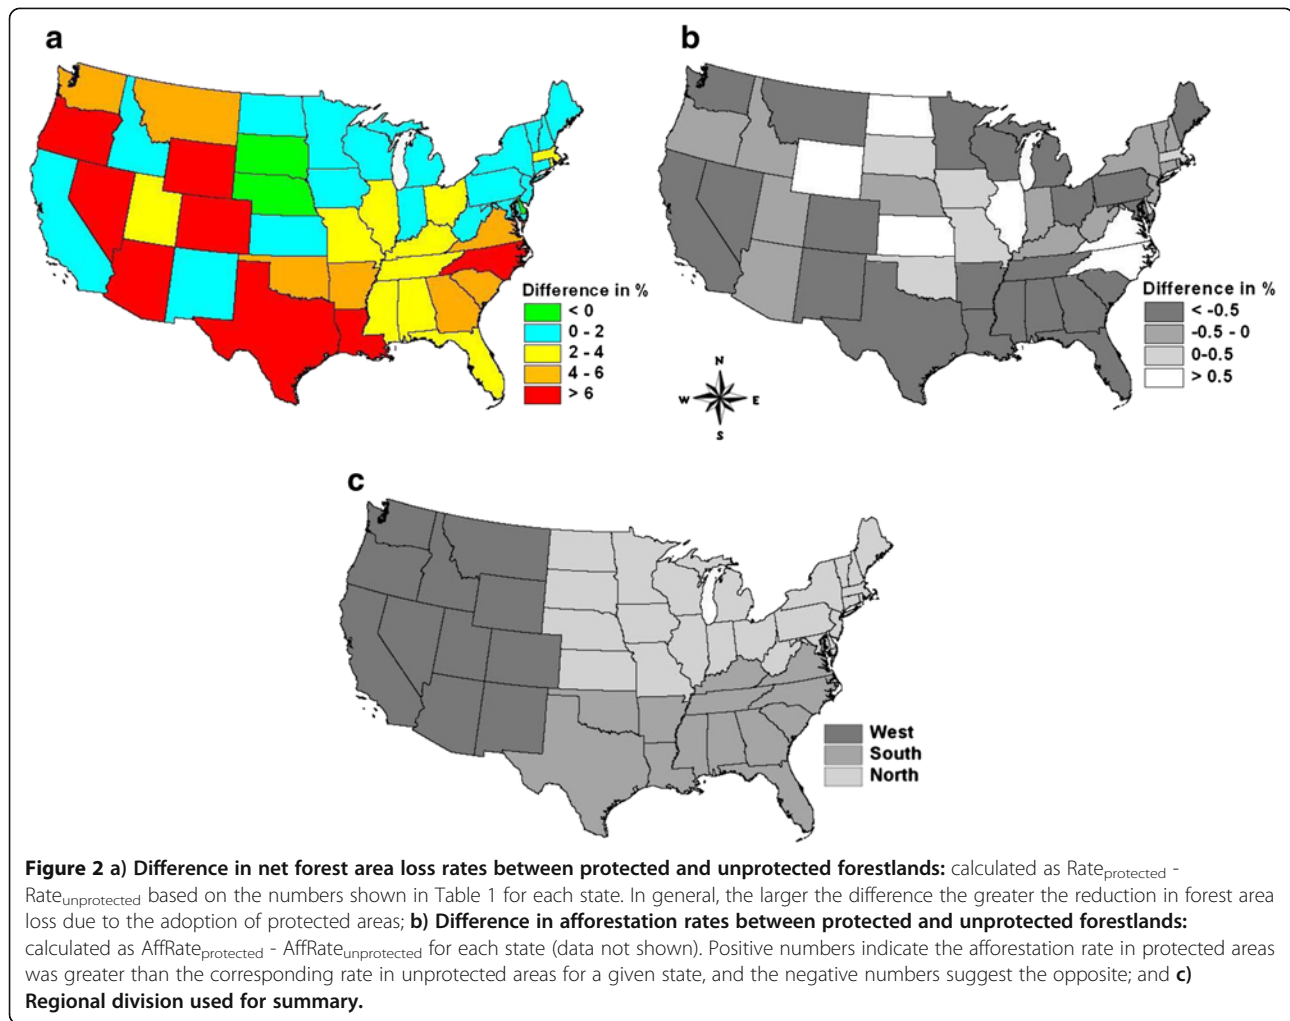 a
b
Difference in %
< 0
0 - 2
2 - 4
4 - 6
> 6
Difference in %
< -0.5
-0.5 - 0
0-0.5
> 0.5
N
W E
S
c
West
South
North
Figure 2 a) Difference in net forest area loss rates between protected and unprotected forestlands: calculated as Rateprotected -
Rateunprotected based on the numbers shown in Table 1 for each state. In general, the larger the difference the greater the reduction in forest area
loss due to the adoption of protected areas; b) Difference in afforestation rates between protected and unprotected forestlands:
calculated as AffRateprotected - AffRateunprotected for each state (data not shown). Positive numbers indicate the afforestation rate in protected areas
was greater than the corresponding rate in unprotected areas for a given state, and the negative numbers suggest the opposite; and c)
Regional division used for summary.